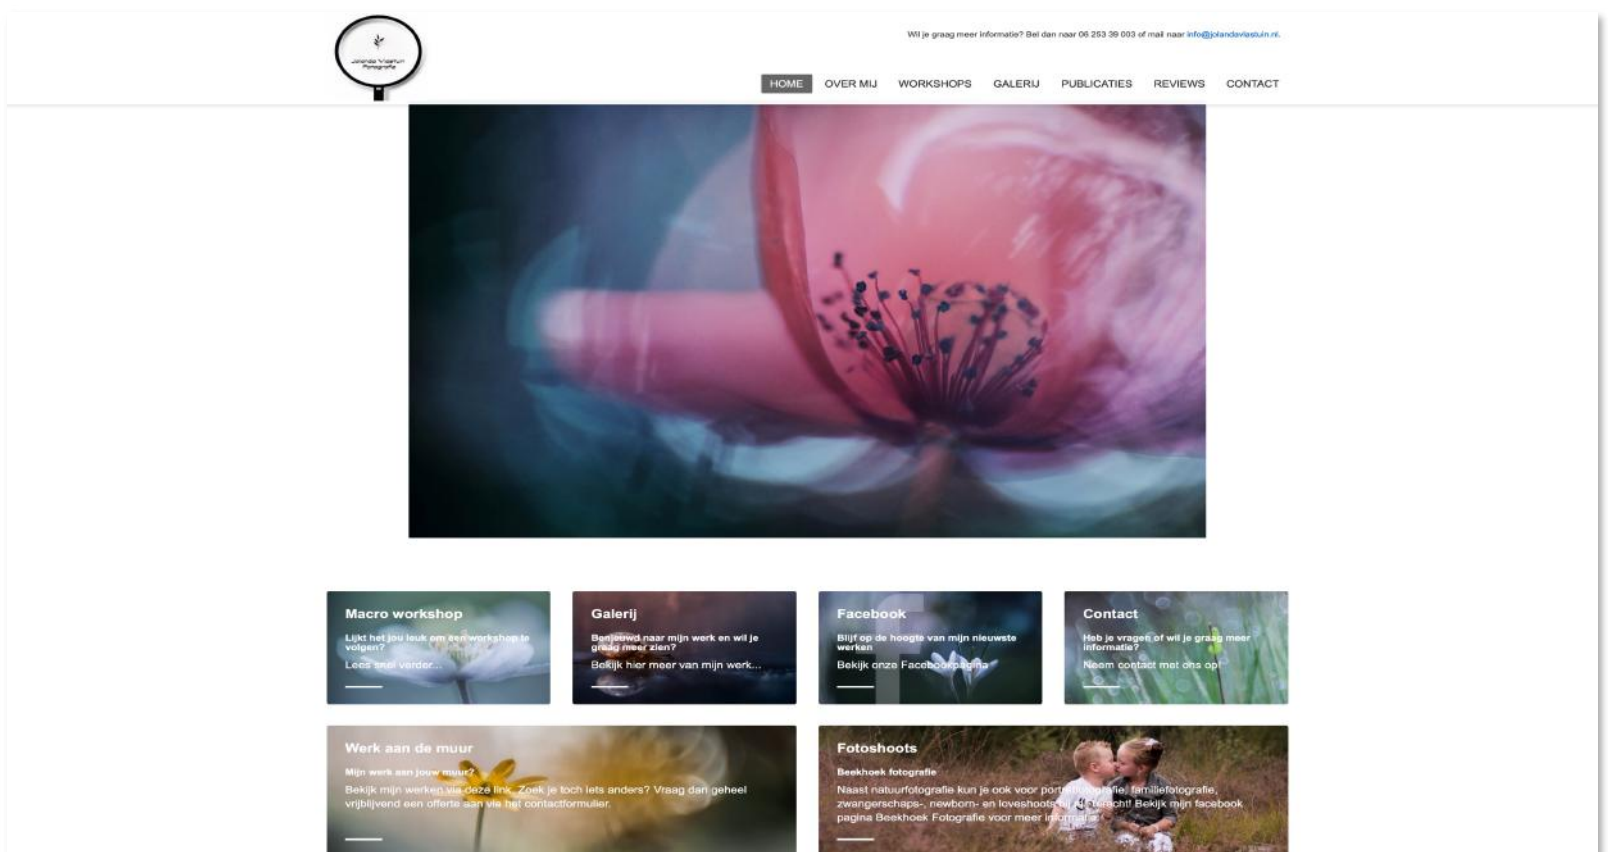 Jolanda Vlastuin
Fotografie
Wil je graag meer informatie? Bel dan naar 06 253 39 003 of mail naar info@jolandavlastuin.nl.
HOME OVER MIJ WORKSHOPS GALERIJ PUBLICATIES REVIEWS CONTACT
Macro workshop
Lijkt het jou leuk om een workshop te
volgen?
Lees snel verder...
Galerij
Benieuwd naar mijn werk en wil je
graag meer zien?
Bekijk hier meer van mijn werk...
Facebook
Blijf op de hoogte van mijn nieuwste
werken
Bekijk onze Facebookpagina
Contact
Heb je vragen of wil je graag meer
informatie?
Neem contact met ons op!
Werk aan de muur
Mijn werk aan jouw muur?
Bekijk mijn werken via deze link. Zoek je toch iets anders? Vraag dan geheel
vrijblijvend een offerte aan via het contactformulier.
Fotoshoots
Beekhoek fotografie
Naast natuurfotografie kun je ook voor portretfotografie, familiefotografie,
zwangerschaps-, newborn- en loveshoots bij mij terecht! Bekijk mijn facebook
pagina Beekhoek Fotografie voor meer informatie.